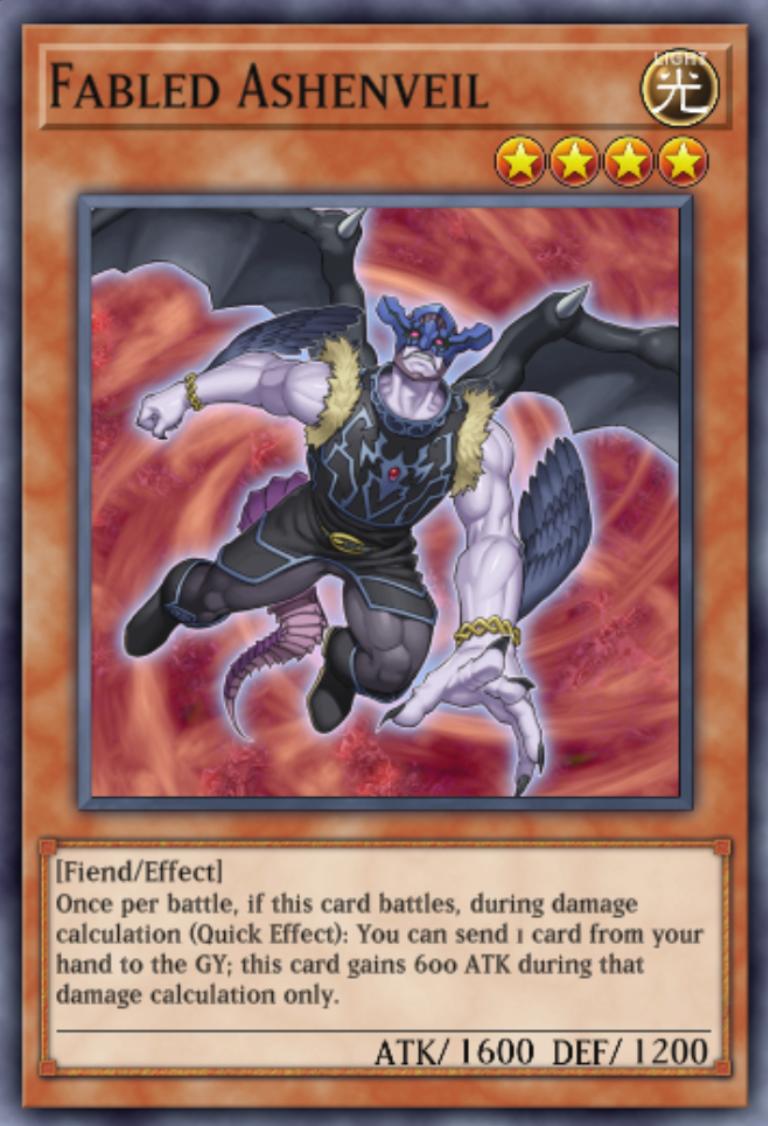 Fabled Ashenveil
LIGHT
光
[Fiend/Effect]
Once per battle, if this card battles, during damage
calculation (Quick Effect): You can send 1 card from your
hand to the GY; this card gains 600 ATK during that
damage calculation only.
ATK/ 1600 DEF/ 1200